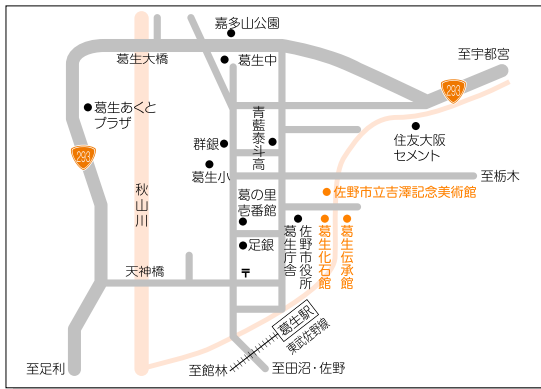 嘉多山公園
至宇都宮
葛生大橋
葛生中
293
葛生あくと
プラザ
青藍泰斗高
住友大阪
セメント
群銀
293
葛生小
至栃木
秋山川
葛の里
壱番館
佐野市立吉澤記念美術館
足銀
佐野市役所
葛生庁舎
葛生化石館
葛生伝承館
天神橋
〒
葛生駅
東武佐野線
至足利
至館林
至田沼・佐野